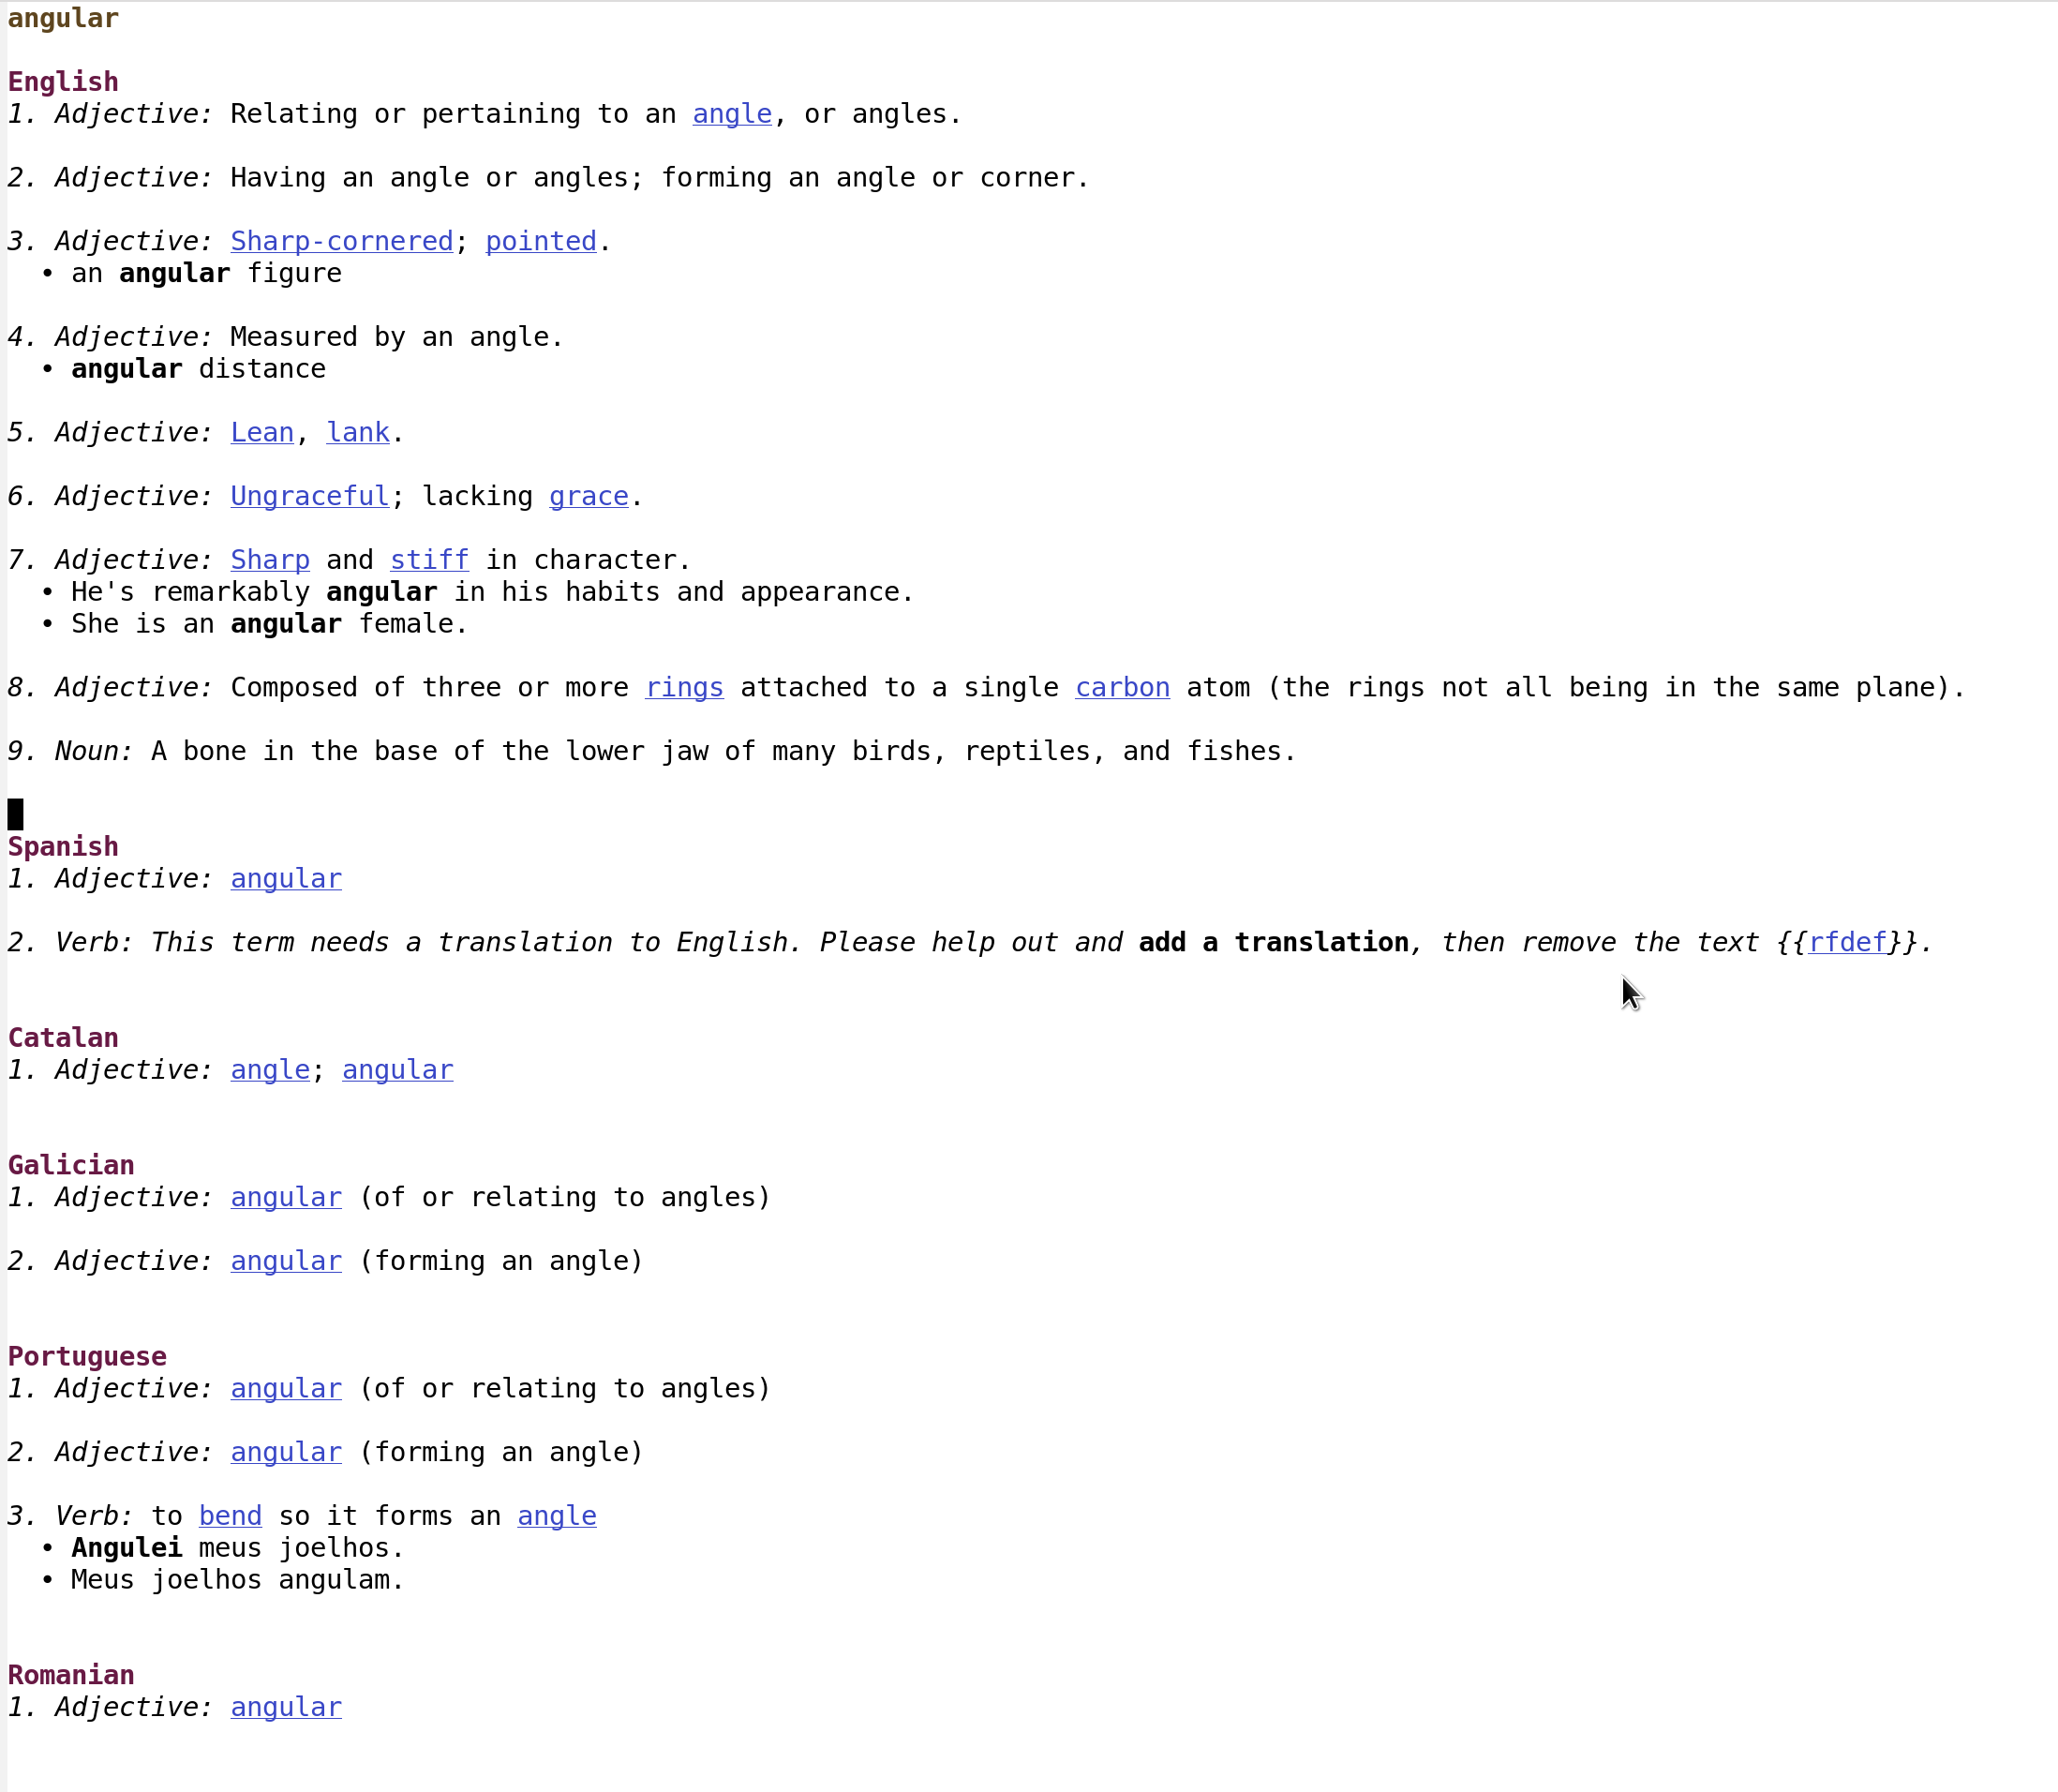 angular
English
1. Adjective: Relating or pertaining to an angle, or angles.
2. Adjective: Having an angle or angles; forming an angle or corner.
3. Adjective: Sharp-cornered; pointed.
• an angular figure
4. Adjective: Measured by an angle.
• angular distance
5. Adjective: Lean, lank.
6. Adjective: Ungraceful; lacking grace.
7. Adjective: Sharp and stiff in character.
• He's remarkably angular in his habits and appearance.
• She is an angular female.
8. Adjective: Composed of three or more rings attached to a single carbon atom (the rings not all being in the same plane).
9. Noun: A bone in the base of the lower jaw of many birds, reptiles, and fishes.
Spanish
1. Adjective: angular
2. Verb: This term needs a translation to English. Please help out and add a translation, then remove the text {{rfdef}}.
Catalan
1. Adjective: angle; angular
Galician
1. Adjective: angular (of or relating to angles)
2. Adjective: angular (forming an angle)
Portuguese
1. Adjective: angular (of or relating to angles)
2. Adjective: angular (forming an angle)
3. Verb: to bend so it forms an angle
• Angulei meus joelhos.
• Meus joelhos angulam.
Romanian
1. Adjective: angular